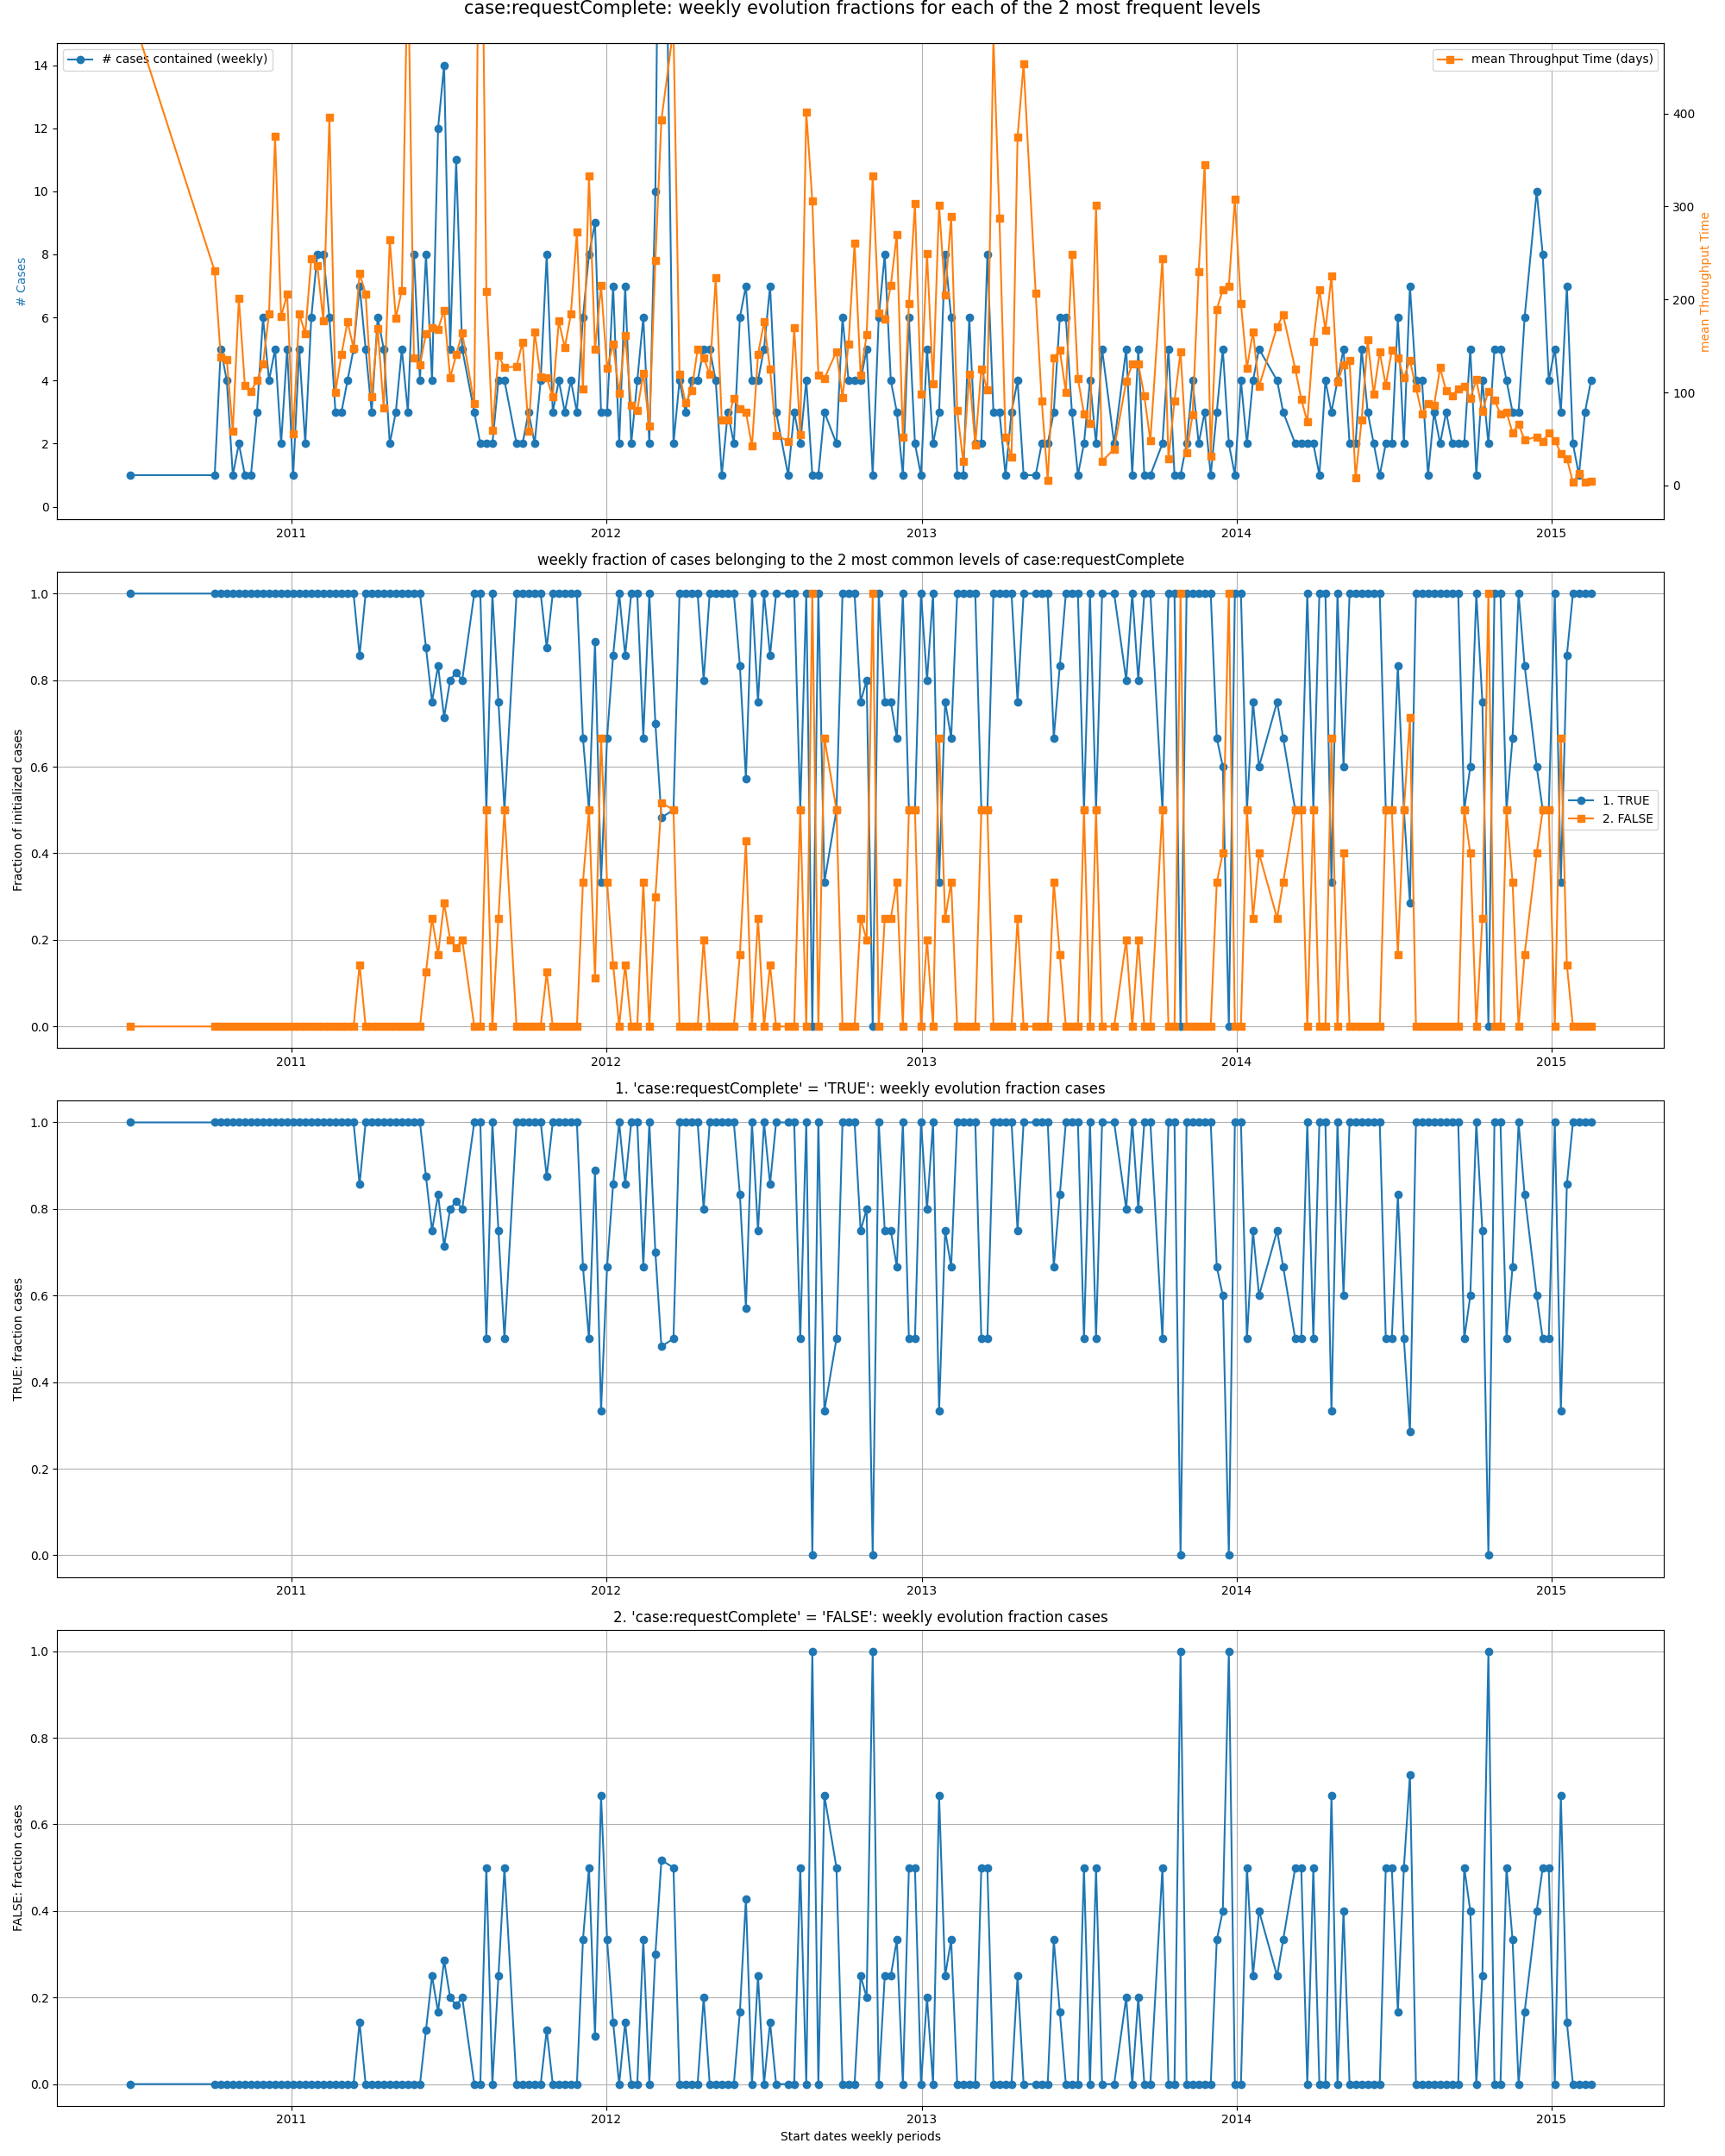 case:requestComplete: weekly evolution fractions for each of the 2 most frequent levels
# cases contained (weekly)
mean Throughput Time (days)
# Cases
mean Throughput Time
14
12
10
8
6
4
2
0
400
300
200
100
0
2011 2012 2013 2014 2015
weekly fraction of cases belonging to the 2 most common levels of case:requestComplete
Fraction of initialized cases
1.0
0.8
0.6
0.4
0.2
0.0
1. TRUE
2. FALSE
2011 2012 2013 2014 2015
1. 'case:requestComplete' = 'TRUE': weekly evolution fraction cases
TRUE: fraction cases
1.0
0.8
0.6
0.4
0.2
0.0
2011 2012 2013 2014 2015
2. 'case:requestComplete' = 'FALSE': weekly evolution fraction cases
FALSE: fraction cases
1.0
0.8
0.6
0.4
0.2
0.0
2011 2012 2013 2014 2015
Start dates weekly periods